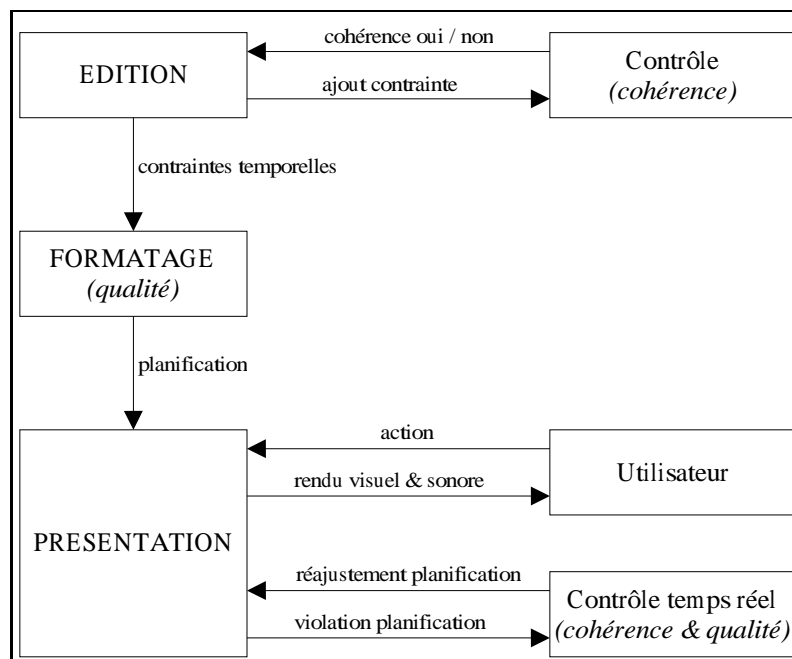 cohérence oui / non
EDITION
Contrôle
(cohérence)
ajout contrainte
contraintes temporelles
FORMATAGE
(qualité)
planification
action
Utilisateur
rendu visuel & sonore
PRESENTATION
réajustement planification
Contrôle temps réel
(cohérence & qualité)
violation planification